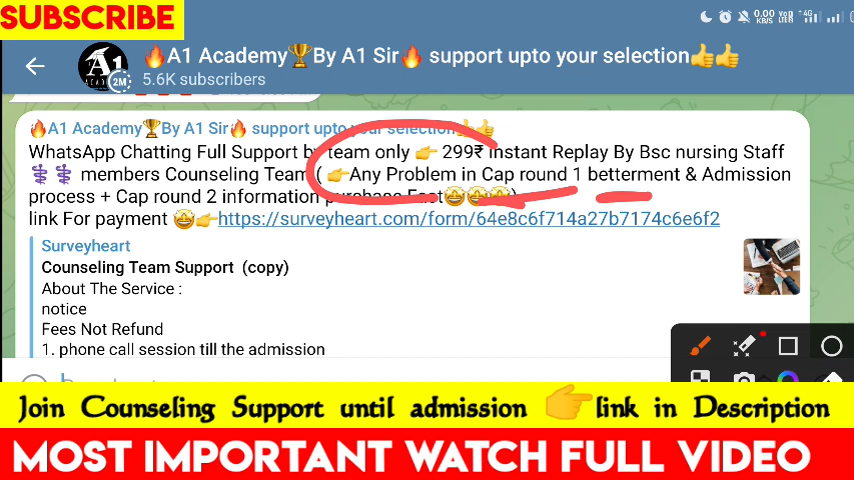 SUBSCRIBE
0.00 KB/S
4G
🔥A1 Academy🏆By A1 Sir🔥 support upto your selection👍👍
5.6K subscribers
A1
2M
🔥A1 Academy🏆By A1 Sir🔥 support upto your selection👍👍
WhatsApp Chatting Full Support by team only 👉 299₹ instant Replay By Bsc nursing Staff
⚕️⚕️ members Counseling Team ( 👉Any Problem in Cap round 1 betterment & Admission
process + Cap round 2 information purchase Fast🤩🤩🤩)
link For payment 🤩👉https://surveyheart.com/form/64e8c6f714a27b7174c6e6f2
Surveyheart
Counseling Team Support (copy)
About The Service :
notice
Fees Not Refund
1. phone call session till the admission
Join Counseling Support until admission 👉link in Description
MOST IMPORTANT WATCH FULL VIDEO